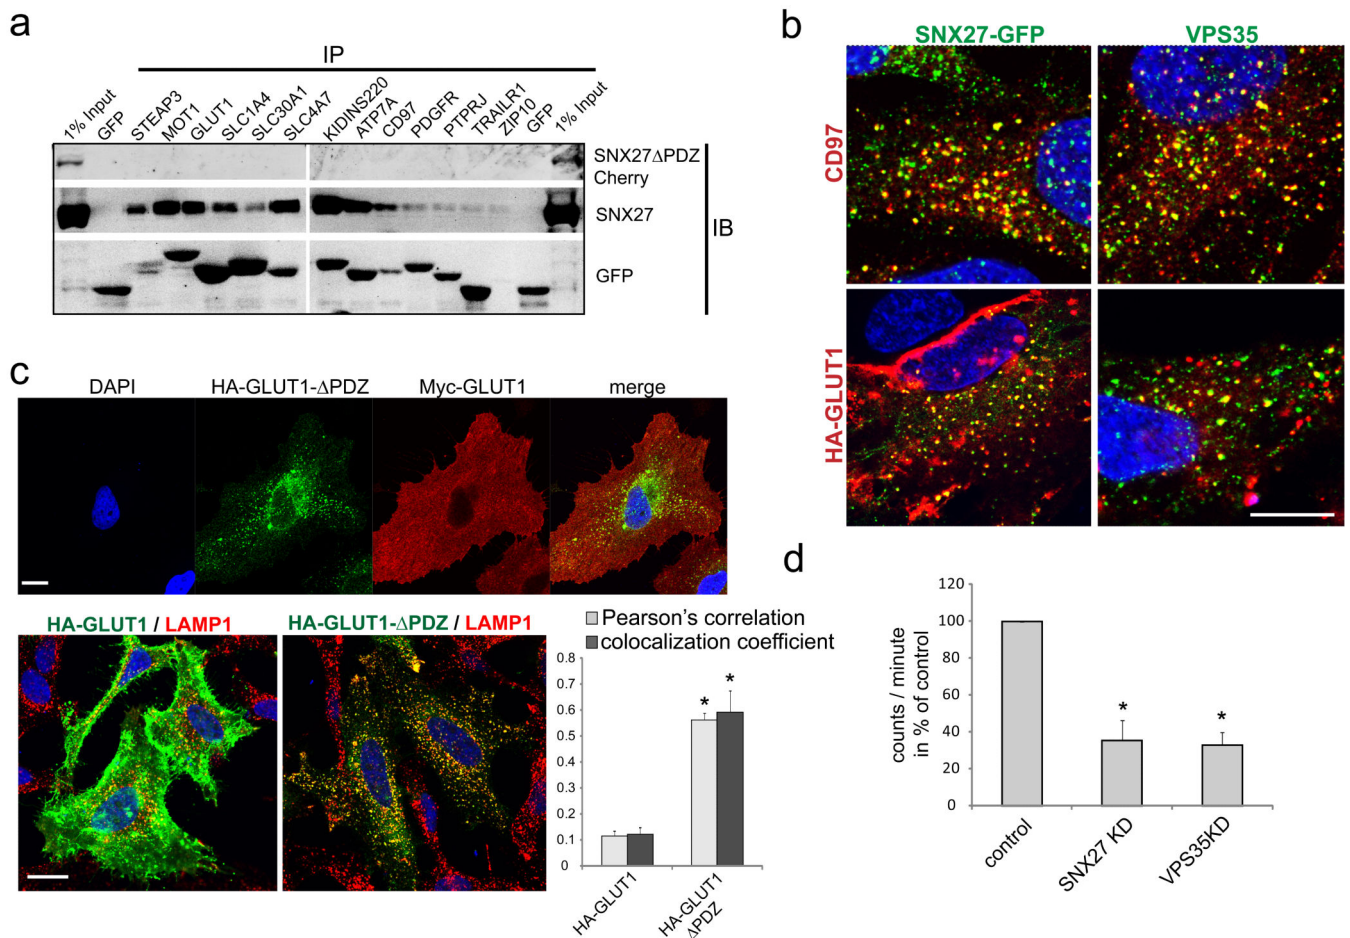 a
IP
1% Input
GFP
STEAP3
MOT1
GLUT1
SLC1A4
SLC30A1
SLC4A7
KIDINS220
ATP7A
CD97
PDGFR
PTPRJ
TRAILR1
ZIP10
GFP
1% Input
SNX27ΔPDZ
Cherry
SNX27
GFP
IB
b
SNX27-GFP
VPS35
CD97
HA-GLUT1
c
DAPI
HA-GLUT1-ΔPDZ
Myc-GLUT1
merge
HA-GLUT1 / LAMP1
HA-GLUT1-ΔPDZ / LAMP1
Pearson's correlation
colocalization coefficient
0.8
0.7
0.6
0.5
0.4
0.3
0.2
0.1
0
*
*
HA-GLUT1
HA-GLUT1
ΔPDZ
d
counts / minute
in % of control
120
100
80
60
40
20
0
*
*
control
SNX27 KD
VPS35KD